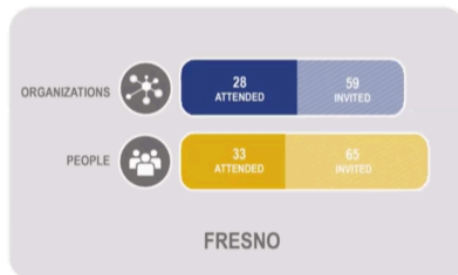 ORGANIZATIONS
28
ATTENDED
59
INVITED
PEOPLE
33
ATTENDED
65
INVITED
FRESNO